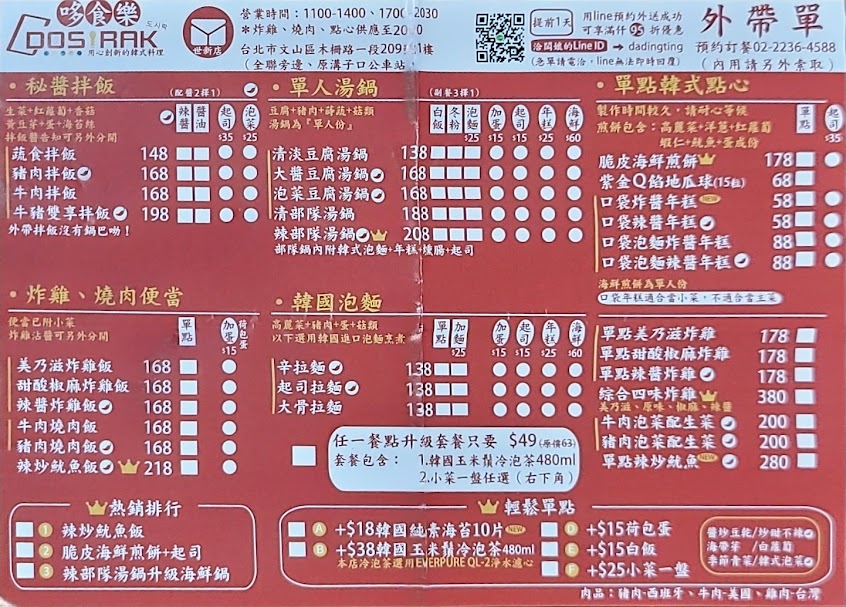 哆食樂
도시락
DOSIRAK
用心創新的韓式料理
世新店
營業時間：1100-1400、1700-2030
*炸雞、燒肉、點心供應至2000
台北市文山區木柵路一段209號1樓
(全聯旁邊、原溝子口公車站)
提前1天
用line預約外送成功
可享滿仟95折優惠
洽闆娘的Line ID → dadingting
(急單請電洽，line無法即時回覆)
外帶單
預約訂餐02-2236-4588
(內用請另外索取)
・秘醬拌飯 (配醬2擇1)
生菜+紅蘿蔔+香菇
黃豆芽+蛋+海苔絲
拌飯醬告知可另外分開
辣醬 醬油 起司 $35 泡菜 $25
蔬食拌飯 148
豬肉拌飯 168
牛肉拌飯 168
牛豬雙享拌飯 198
外帶拌飯沒有鍋巴呦！
・單人湯鍋 (副餐3擇1)
豆腐+豬肉+蒔蔬+菇類
湯鍋為『單人份』
白飯 冬粉 泡麵 $25 加蛋 $15 起司 $35 年糕 $25 海鮮 $60
清淡豆腐湯鍋 138
大醬豆腐湯鍋 168
泡菜豆腐湯鍋 168
清部隊湯鍋 188
辣部隊湯鍋 208
部隊鍋內附韓式泡麵+年糕+燻腸+起司
・單點韓式點心
製作時間較久，請耐心等候
煎餅包含：高麗菜+洋蔥+紅蘿蔔
蝦仁+魷魚+蛋成份
單點 起司 $35
脆皮海鮮煎餅 178
紫金Q餡地瓜球(15粒) 68
口袋炸醬年糕 NEW 58
口袋辣醬年糕 58
口袋泡麵炸醬年糕 88
口袋泡麵辣醬年糕 88
海鮮煎餅為單人份
口袋年糕適合當小菜，不適合當主菜
・炸雞、燒肉便當
便當已附小菜
炸雞沾醬可另外分開
單點 加蛋 荷包蛋 $15
美乃滋炸雞飯 168
甜酸椒麻炸雞飯 168
辣醬炸雞飯 168
牛肉燒肉飯 168
豬肉燒肉飯 168
辣炒魷魚飯 218
・韓國泡麵
高麗菜+豬肉+蛋+菇類
以下選用韓國進口泡麵烹煮
單點 加麵 $25 加蛋 $15 起司 $35 年糕 $25 海鮮 $60
辛拉麵 138
起司拉麵 138
大骨拉麵 138
單點美乃滋炸雞 178
單點甜酸椒麻炸雞 178
單點辣醬炸雞 178
綜合四味炸雞 380
美乃滋、原味、椒麻、辣醬
牛肉泡菜配生菜 200
豬肉泡菜配生菜 200
單點辣炒魷魚 NEW 280
任一餐點升級套餐只要 $49 (原價63)
套餐包含： 1.韓國玉米鬚冷泡茶480ml
2.小菜一盤任選（右下角）
熱銷排行
1 辣炒魷魚飯
2 脆皮海鮮煎餅+起司
3 辣部隊湯鍋升級海鮮鍋
輕鬆單點
A +$18韓國純素海苔10片 NEW
B +$38韓國玉米鬚冷泡茶480ml
本店冷泡茶選用EVERPURE QL-2淨水濾心
D +$15荷包蛋
E +$15白飯
F +$25小菜一盤
醬炒豆乾/炒甜不辣
海帶芽 /白蘿蔔
季節青菜/韓式泡菜
肉品：豬肉-西班牙、牛肉-美國、雞肉-台灣